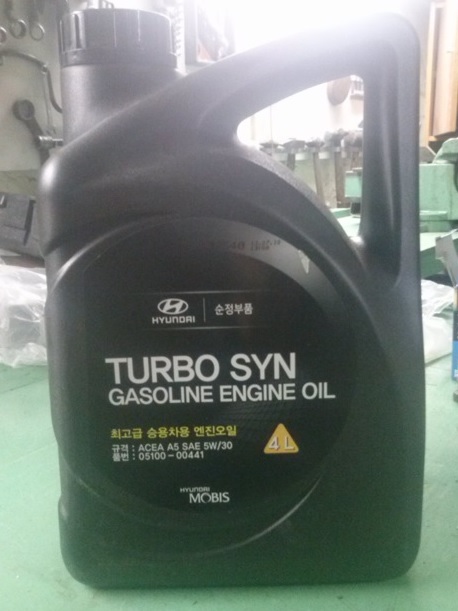 HYUNDAI 순정부품
TURBO SYN
GASOLINE ENGINE OIL
최고급 승용차용 엔진오일
규격 : ACEA A5 SAE 5W/30
품번 : 05100-00441
4 L
HYUNDAI
MOBIS